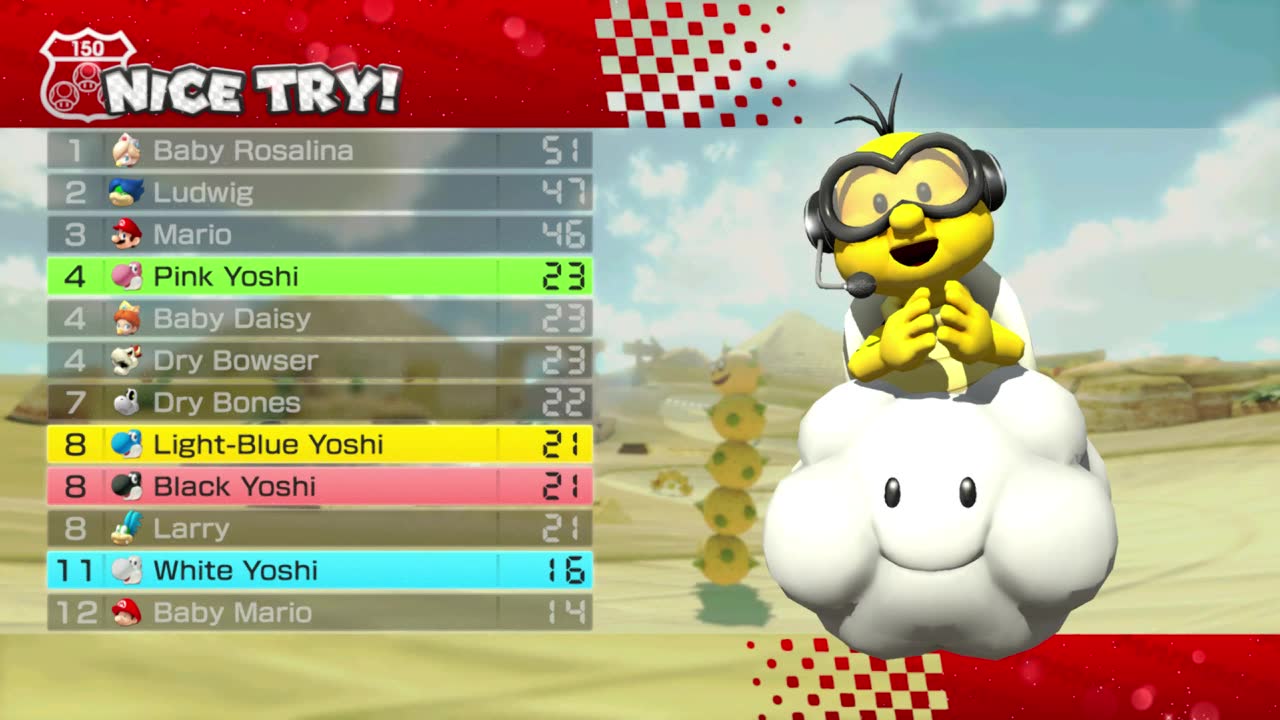 150
NICE TRY!
1 Baby Rosalina 51
2 Ludwig 47
3 Mario 46
4 Pink Yoshi 23
4 Baby Daisy 23
4 Dry Bowser 23
7 Dry Bones 22
8 Light-Blue Yoshi 21
8 Black Yoshi 21
8 Larry 21
11 White Yoshi 16
12 Baby Mario 14